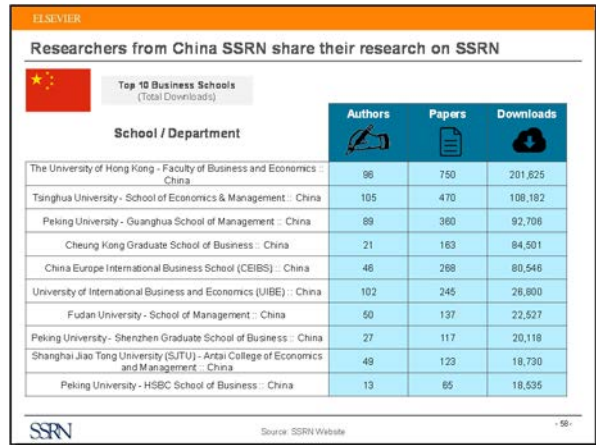 ELSEVIER
Researchers from China SSRN share their research on SSRN
Top 10 Business Schools
(Total Downloads)
School / Department
Authors
Papers
Downloads
The University of Hong Kong - Faculty of Business and Economics ::
China
96
750
201,625
Tsinghua University - School of Economics & Management :: China
105
470
108,182
Peking University - Guanghua School of Management :: China
89
360
92,706
Cheung Kong Graduate School of Business :: China
21
163
84,501
China Europe International Business School (CEIBS) :: China
46
268
80,546
University of International Business and Economics (UIBE) :: China
102
245
26,800
Fudan University - School of Management :: China
50
137
22,527
Peking University - Shenzhen Graduate School of Business :: China
27
117
20,118
Shanghai Jiao Tong University (SJTU) - Antai College of Economics
and Management :: China
49
123
18,730
Peking University - HSBC School of Business :: China
13
65
18,535
SSRN
Source: SSRN Website
- 58 -